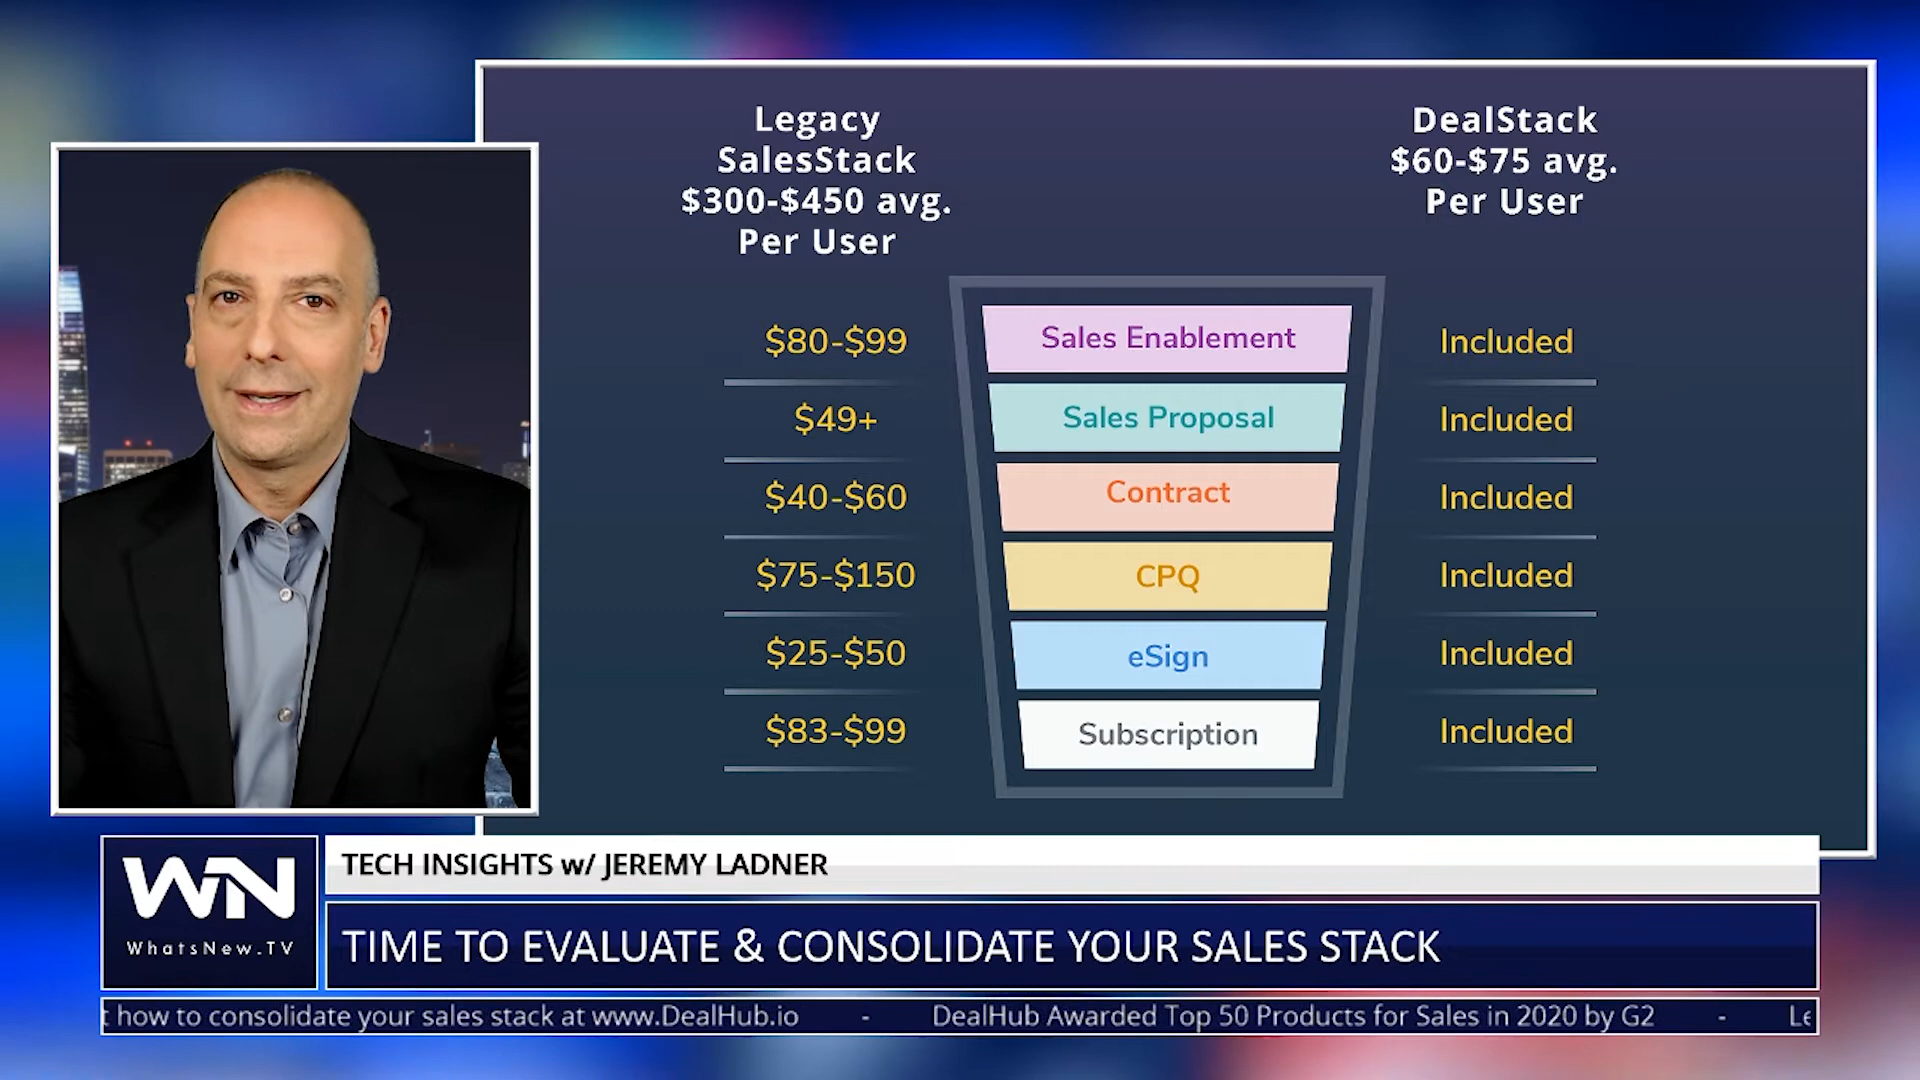 Legacy
SalesStack
$300-$450 avg.
Per User
DealStack
$60-$75 avg.
Per User
$80-$99
Sales Enablement
Included
$49+
Sales Proposal
Included
$40-$60
Contract
Included
$75-$150
CPQ
Included
$25-$50
eSign
Included
$83-$99
Subscription
Included
WN
WhatsNew.TV
TECH INSIGHTS w/ JEREMY LADNER
TIME TO EVALUATE & CONSOLIDATE YOUR SALES STACK
how to consolidate your sales stack at www.DealHub.io - DealHub Awarded Top 50 Products for Sales in 2020 by G2 -